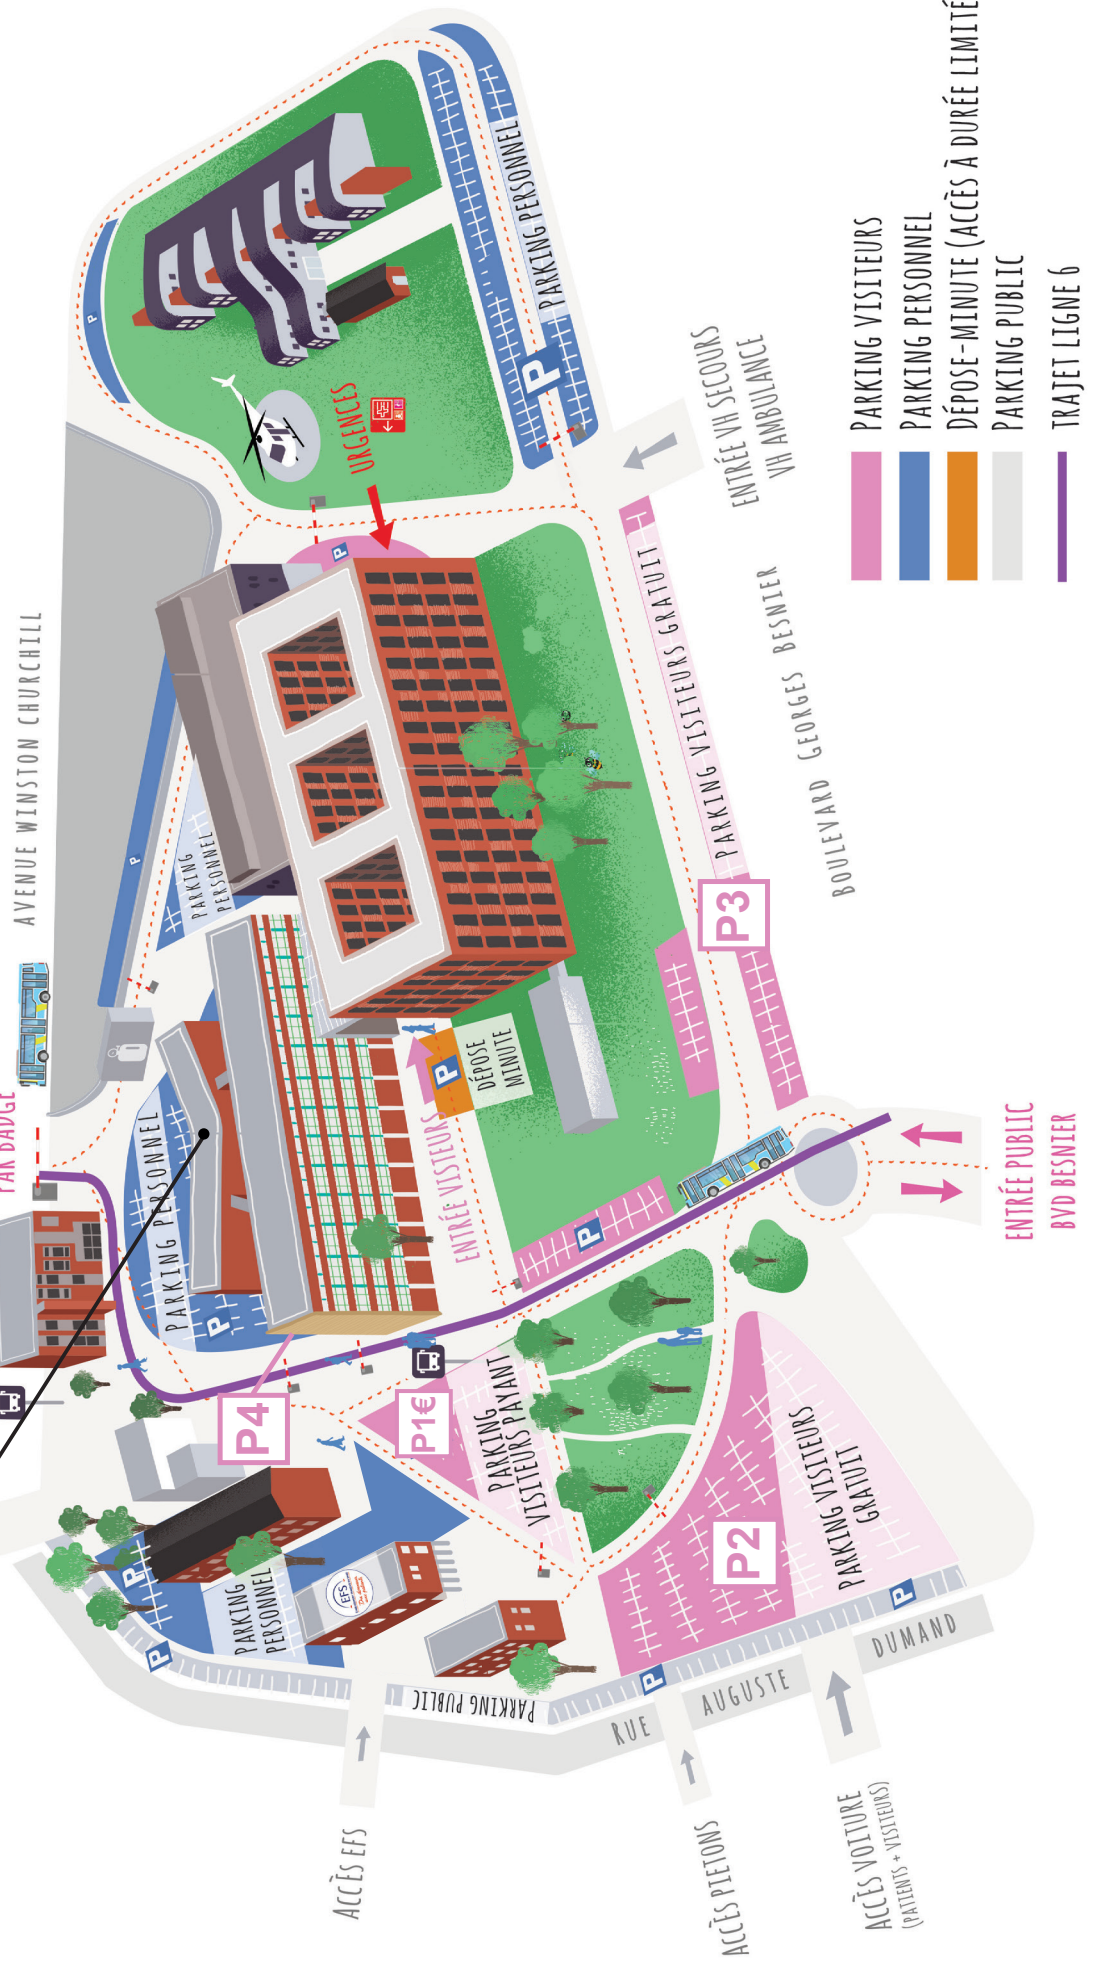 AVENUE WINSTON CHURCHILL
PAR BADGE
P
PARKING PERSONNEL
P
URGENCES
P
PARKING PERSONNEL
P
ENTRÉE VH SECOURS
VH AMBULANCE
P
PARKING
PERSONNEL
P
PARKING PERSONNEL
P
ENTRÉE VISITEURS
P
DÉPOSE
MINUTE
PARKING VISITEURS GRATUIT
P3
BOULEVARD GEORGES BESNIER
P
ENTRÉE PUBLIC
BVD BESNIER
P4
P1€
PARKING
VISITEURS PAYANT
P2
PARKING VISITEURS
GRATUIT
P
PARKING
PERSONNEL
EFS
P
PARKING PUBLIC
P
P
RUE AUGUSTE DUMAND
ACCÈS EFS
ACCÈS PIETONS
ACCÈS VOITURE
(PATIENTS + VISITEURS)
PARKING VISITEURS
PARKING PERSONNEL
DÉPOSE-MINUTE (ACCÈS À DURÉE LIMITÉ
PARKING PUBLIC
TRAJET LIGNE 6